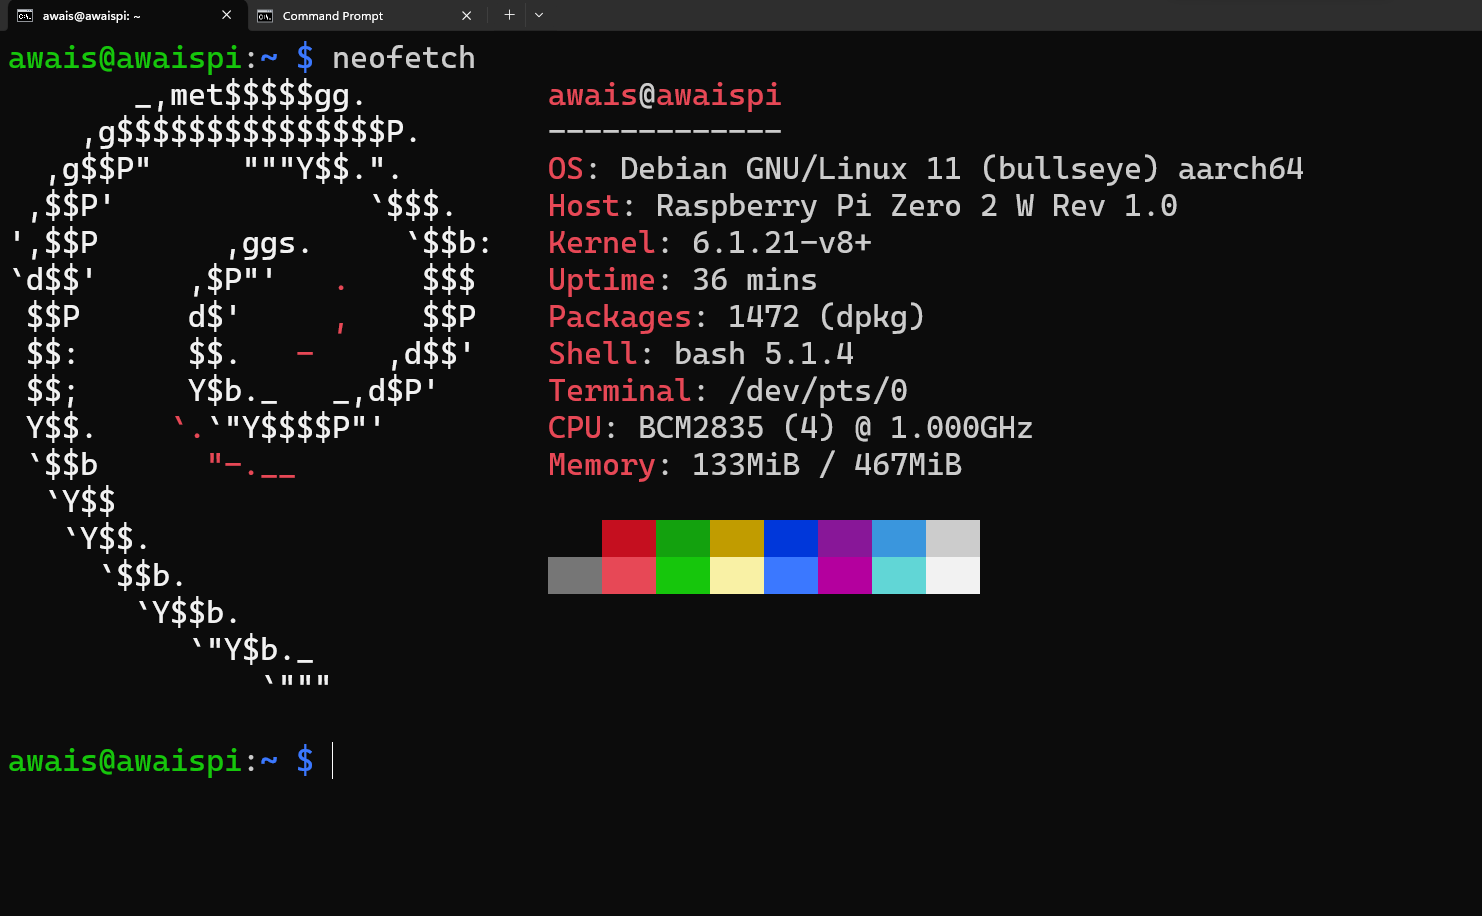 awais@awaispi: ~
Command Prompt
awais@awaispi:~ $ neofetch
       _,met$$$$$gg.          awais@awaispi
    ,g$$$$$$$$$$$$$$$P.       -------------
  ,g$$P"     """Y$$.".        OS: Debian GNU/Linux 11 (bullseye) aarch64
 ,$$P'              `$$$.     Host: Raspberry Pi Zero 2 W Rev 1.0
',$$P       ,ggs.     `$$b:   Kernel: 6.1.21-v8+
`d$$'     ,$P"'   .    $$$    Uptime: 36 mins
 $$P      d$'     ,    $$P    Packages: 1472 (dpkg)
 $$:      $$.   -    ,d$$'    Shell: bash 5.1.4
 $$;      Y$b._   _,d$P'      Terminal: /dev/pts/0
 Y$$.    `.`"Y$$$$P"'         CPU: BCM2835 (4) @ 1.000GHz
 `$$b      "-.__              Memory: 133MiB / 467MiB
  `Y$$
   `Y$$.
     `$$b.
       `Y$$b.
          `"Y$b._
              `"""
awais@awaispi:~ $